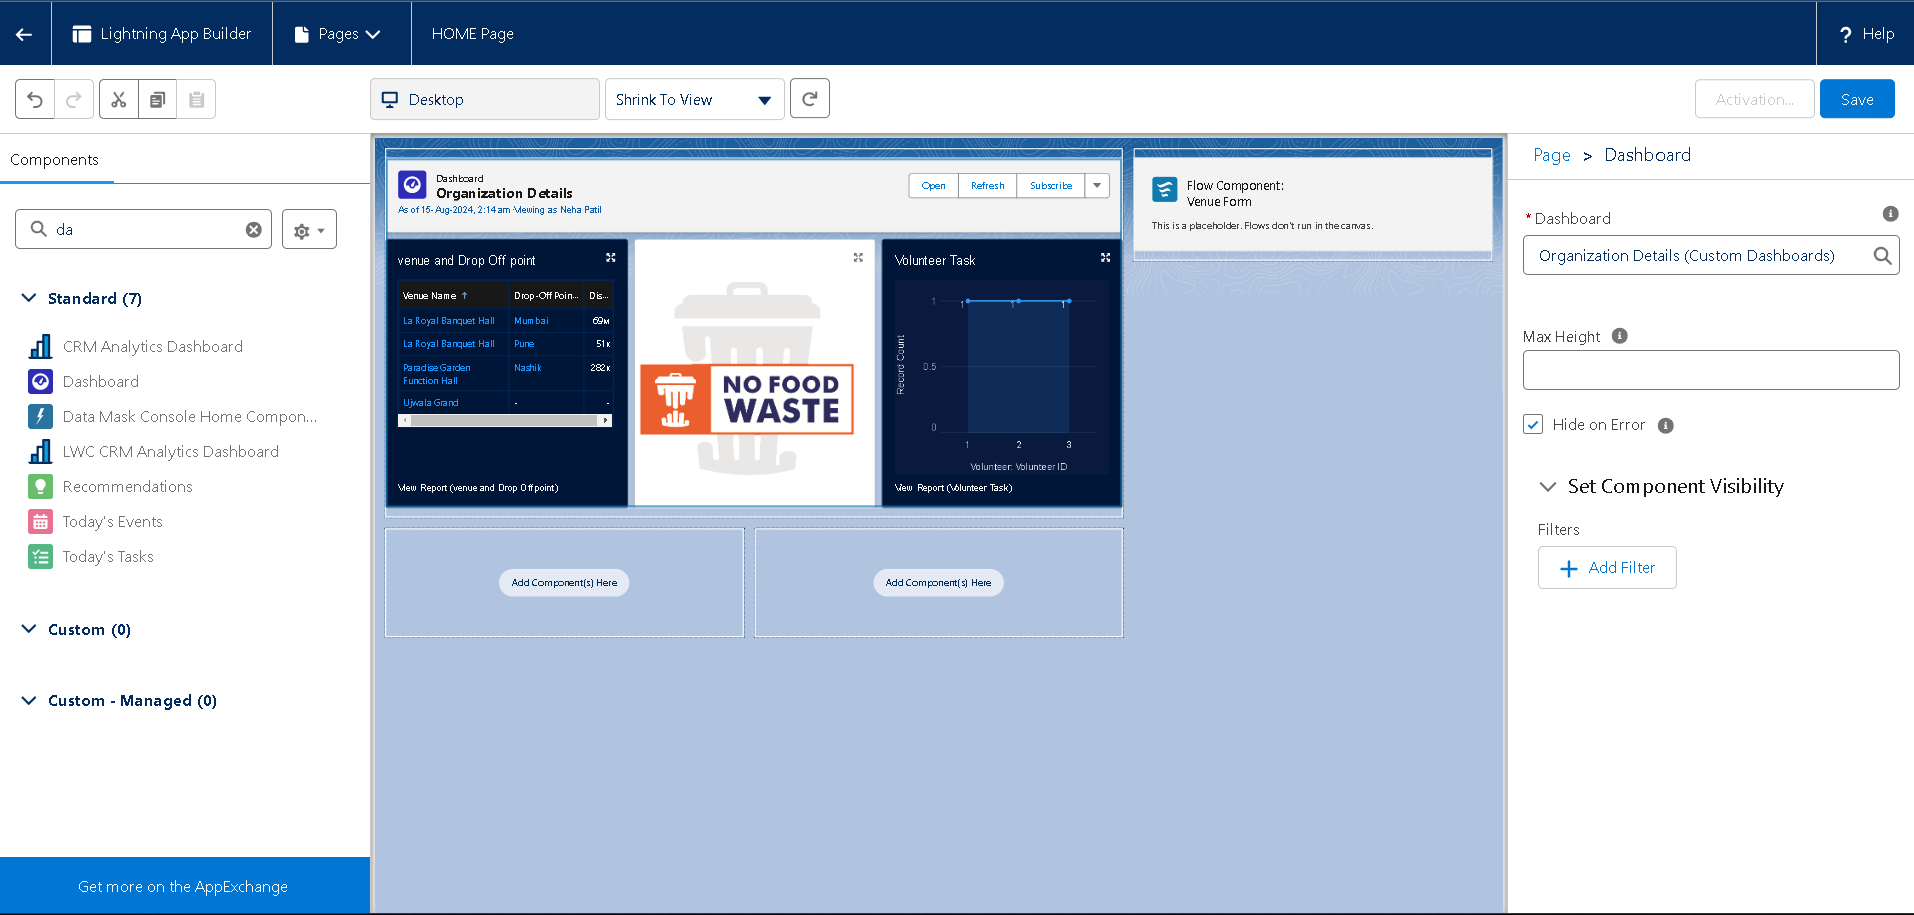 Lightning App Builder
Pages
HOME Page
? Help
Desktop
Shrink To View
Activation...
Save
Components
da
Standard (7)
CRM Analytics Dashboard
Dashboard
Data Mask Console Home Compon...
LWC CRM Analytics Dashboard
Recommendations
Today's Events
Today's Tasks
Custom (0)
Custom - Managed (0)
Get more on the AppExchange
Dashboard
Organization Details
As of 15-Aug-2024, 2:14 am Viewing as Neha Patil
Open
Refresh
Subscribe
venue and Drop Off point
Venue Name ↑ Drop-Off Poin... Dis...
La Royal Banquet Hall Mumbai 69M
La Royal Banquet Hall Pune 51K
Paradise Garden Function Hall Nashik 282K
Ujwala Grand - -
View Report (venue and Drop Off point)
NO FOOD
WASTE
Volunteer Task
Record Count
1
0.5
0
1 1 1
1 2 3
Volunteer: Volunteer ID
View Report (Volunteer Task)
Add Component(s) Here
Add Component(s) Here
Flow Component:
Venue Form
This is a placeholder. Flows don't run in the canvas.
Page > Dashboard
* Dashboard
Organization Details (Custom Dashboards)
Max Height
Hide on Error
Set Component Visibility
Filters
+ Add Filter